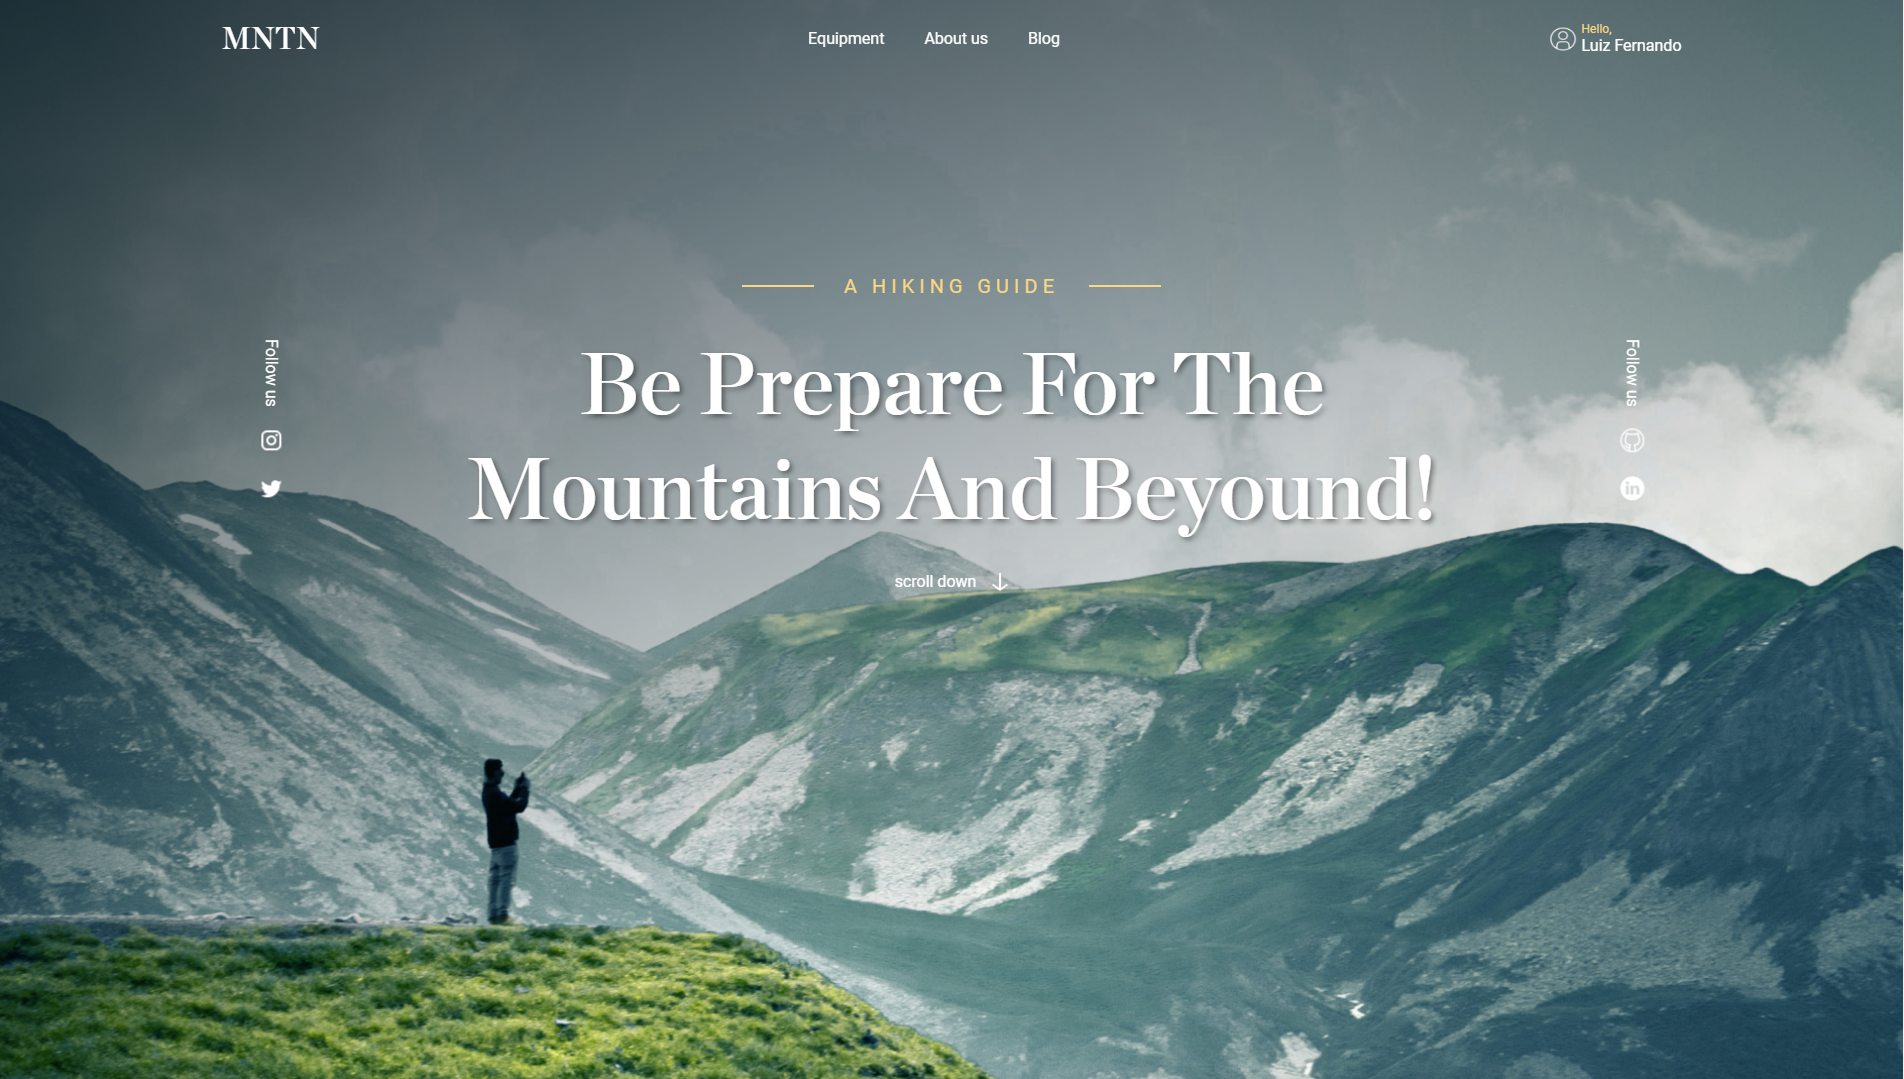 MNTN
Equipment
About us
Blog
Hello,
Luiz Fernando
A HIKING GUIDE
Follow us
Follow us
Be Prepare For The
Mountains And Beyound!
in
scroll down